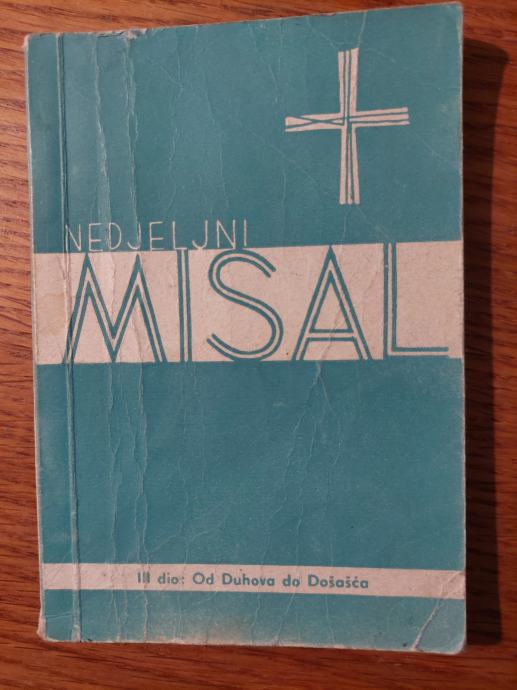 NEDJELJNI
MISAL
III dio: Od Duhova do Došašća